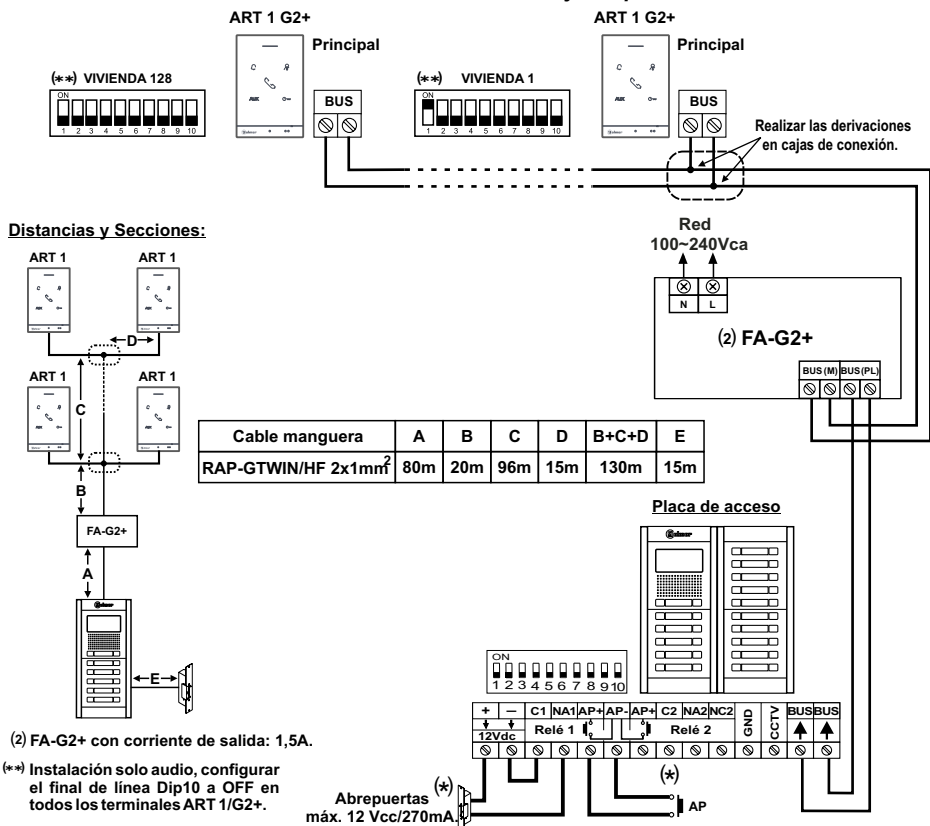 ART 1 G2+
Principal
(**) VIVIENDA 128
ON
1 2 3 4 5 6 7 8 9 10
AUX
BUS
ART 1 G2+
Principal
(**) VIVIENDA 1
ON
1 2 3 4 5 6 7 8 9 10
AUX
BUS
Realizar las derivaciones
en cajas de conexión.
Red
100~240Vca
N L
(2) FA-G2+
BUS (M) BUS (PL)
Distancias y Secciones:
ART 1 ART 1
D
ART 1 ART 1
C
B
FA-G2+
A
E
Cable manguera A B C D B+C+D E
RAP-GTWIN/HF 2x1mm² 80m 20m 96m 15m 130m 15m
Placa de acceso
Golmar
ON
1 2 3 4 5 6 7 8 9 10
+ – C1 NA1 AP+ AP- AP+ C2 NA2 NC2 GND CCTV BUS BUS
12Vdc Relé 1 Relé 2
(2) FA-G2+ con corriente de salida: 1,5A.
(**) Instalación solo audio, configurar
el final de línea Dip10 a OFF en
todos los terminales ART 1/G2+.
(*)
Abrepuertas
máx. 12 Vcc/270mA.
(*)
AP